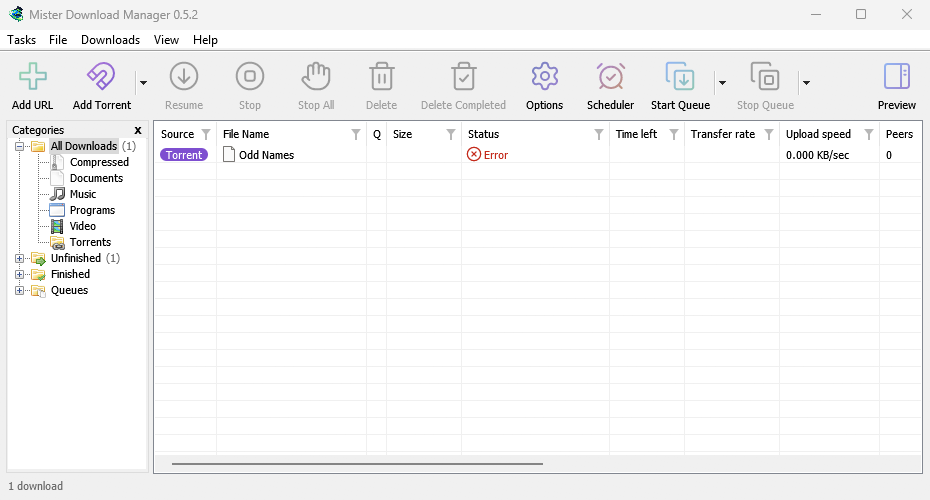 Mister Download Manager 0.5.2
Tasks File Downloads View Help
Add URL Add Torrent Resume Stop Stop All Delete Delete Completed Options Scheduler Start Queue Stop Queue Preview
Categories x
Source File Name Q Size Status Time left Transfer rate Upload speed Peers
All Downloads (1)
Torrent Odd Names Error 0.000 KB/sec 0
Compressed
Documents
Music
Programs
Video
Torrents
Unfinished (1)
Finished
Queues
1 download